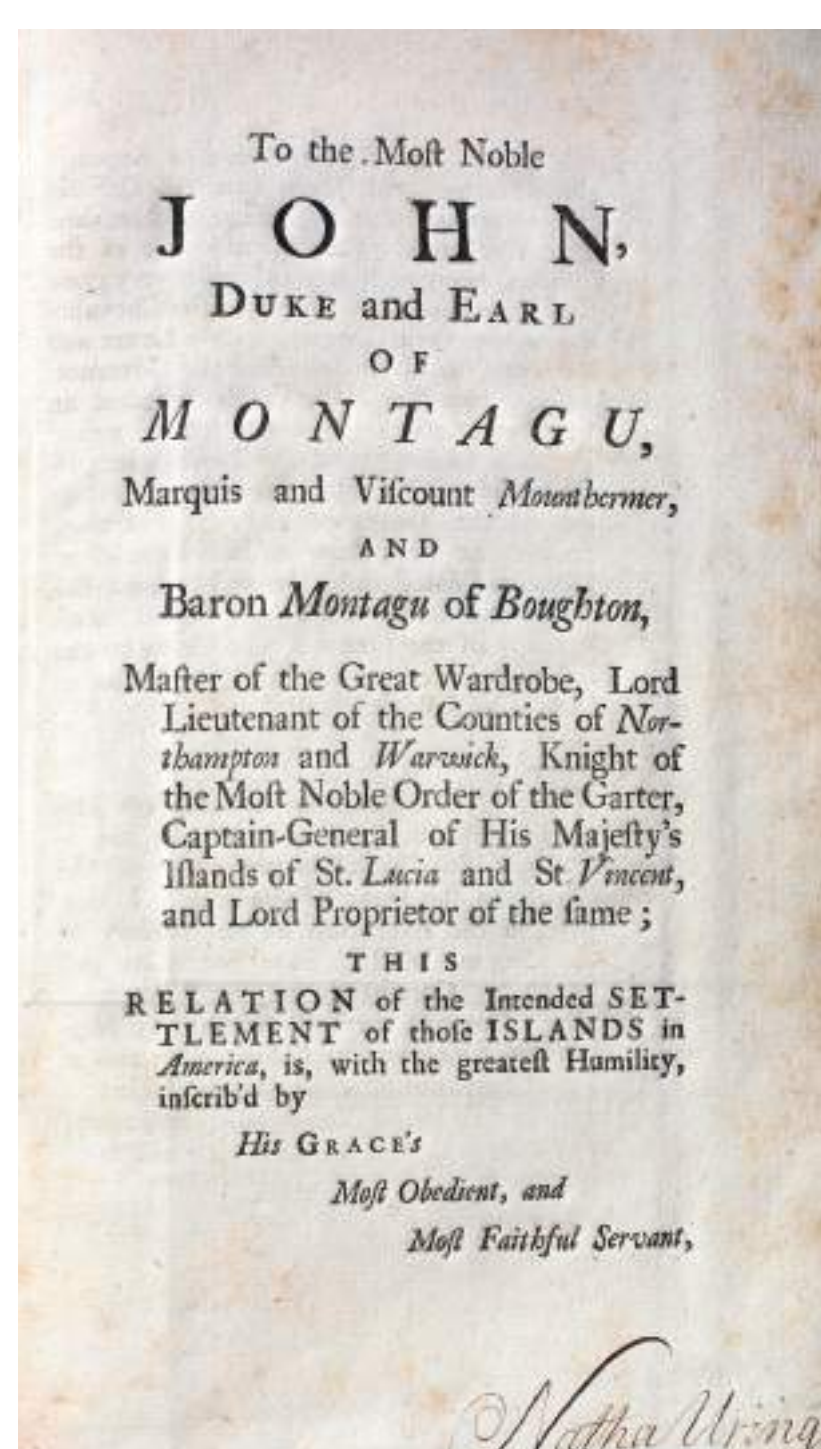 To the Moſt Noble
JOHN,
DUKE and EARL
OF
MONTAGU,
Marquis and Viſcount Mounthermer,
AND
Baron Montagu of Boughton,
Maſter of the Great Wardrobe, Lord
Lieutenant of the Counties of Nor-
thampton and Warwick, Knight of
the Moſt Noble Order of the Garter,
Captain-General of His Majeſty's
Iſlands of St. Lucia and St Vincent,
and Lord Proprietor of the ſame;
THIS
RELATION of the Intended SET-
TLEMENT of thoſe ISLANDS in
America, is, with the greateſt Humility,
inſcrib'd by
His GRACE's
Moſt Obedient, and
Moſt Faithful Servant,
Natha Uring